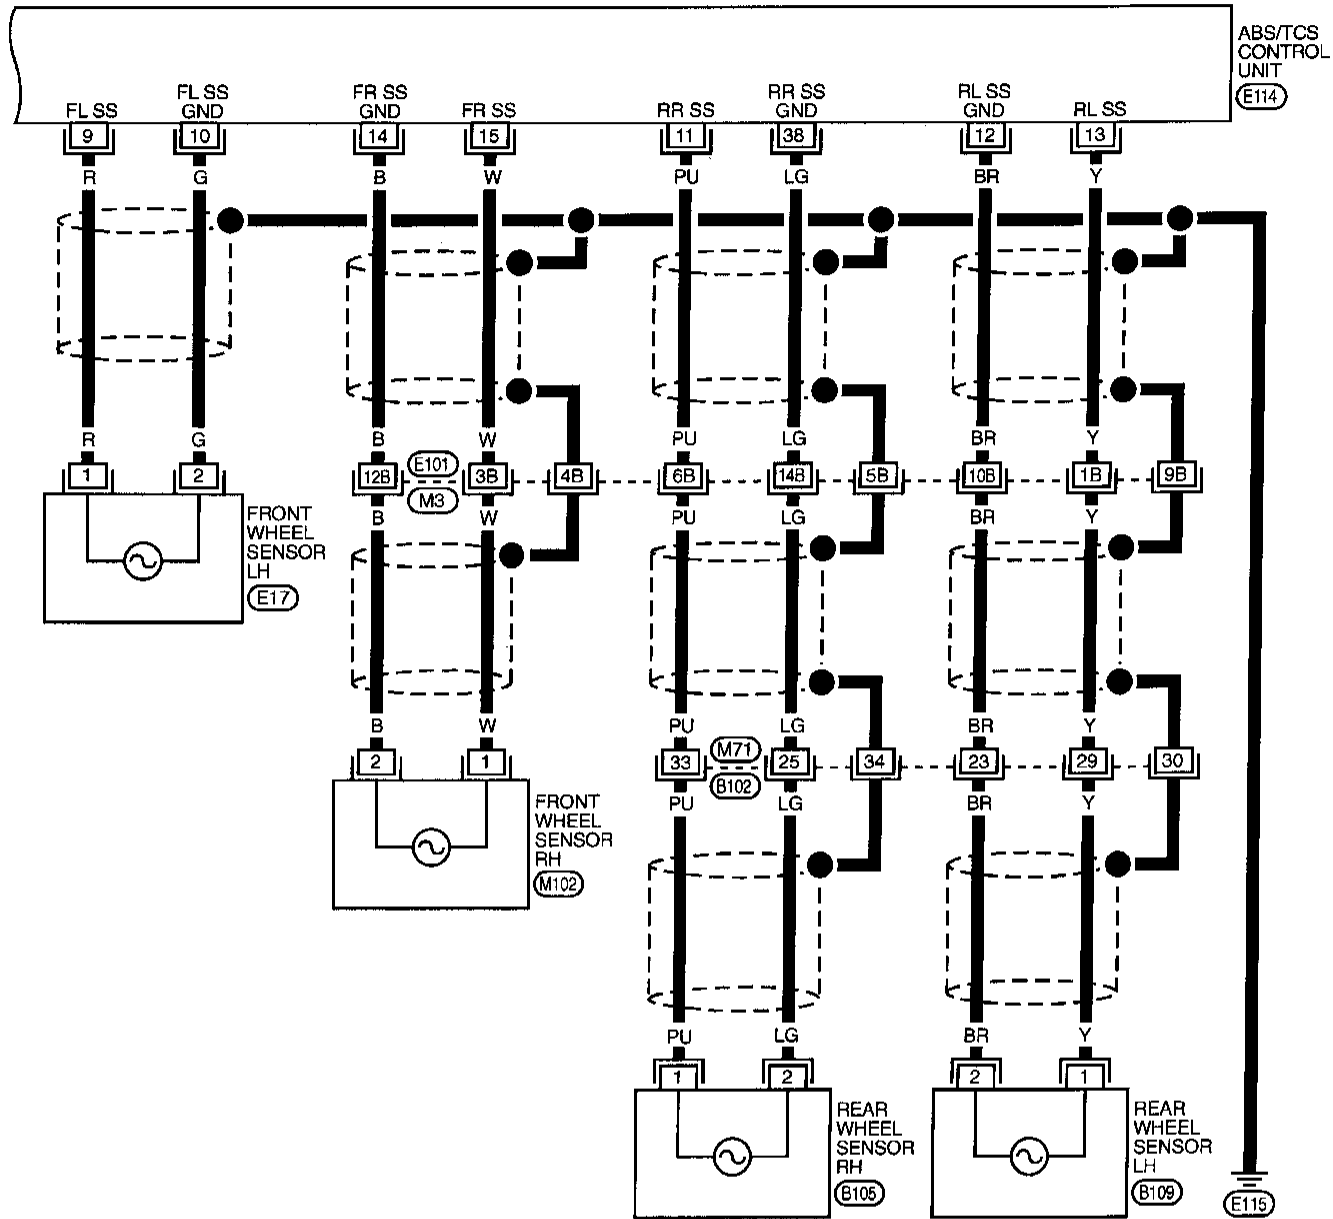 ABS/TCS
CONTROL
UNIT
E114
FL SS
FL SS
GND
FR SS
GND
FR SS
RR SS
RR SS
GND
RL SS
GND
RL SS
9 10 14 15 11 38 12 13
R G B W PU LG BR Y
R G B W PU LG BR Y
1 2 12B E101 3B 4B 6B 14B 5B 10B 1B 9B
M3
B W PU LG BR Y
FRONT
WHEEL
SENSOR
LH
E17
B W PU LG BR Y
2 1 33 M71 25 34 23 29 30
B102
PU LG BR Y
FRONT
WHEEL
SENSOR
RH
M102
PU LG BR Y
1 2 2 1
REAR
WHEEL
SENSOR
RH
B105
REAR
WHEEL
SENSOR
LH
B109
E115